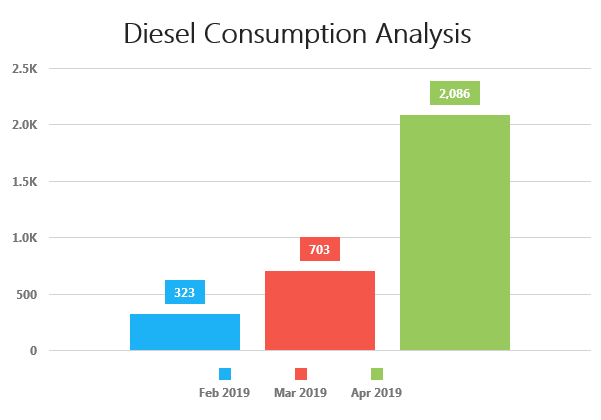 Diesel Consumption Analysis
2.5K
2,086
2.0K
1.5K
1.0K
703
500
323
0
Feb 2019 Mar 2019 Apr 2019